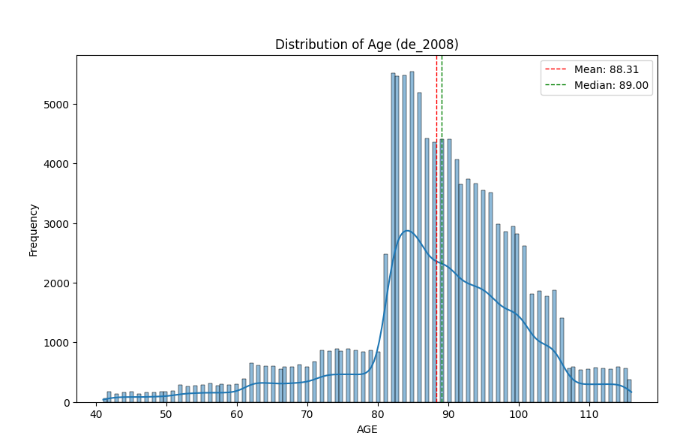 Distribution of Age (de_2008)
Mean: 88.31
Median: 89.00
Frequency
5000
4000
3000
2000
1000
0
40 50 60 70 80 90 100 110
AGE